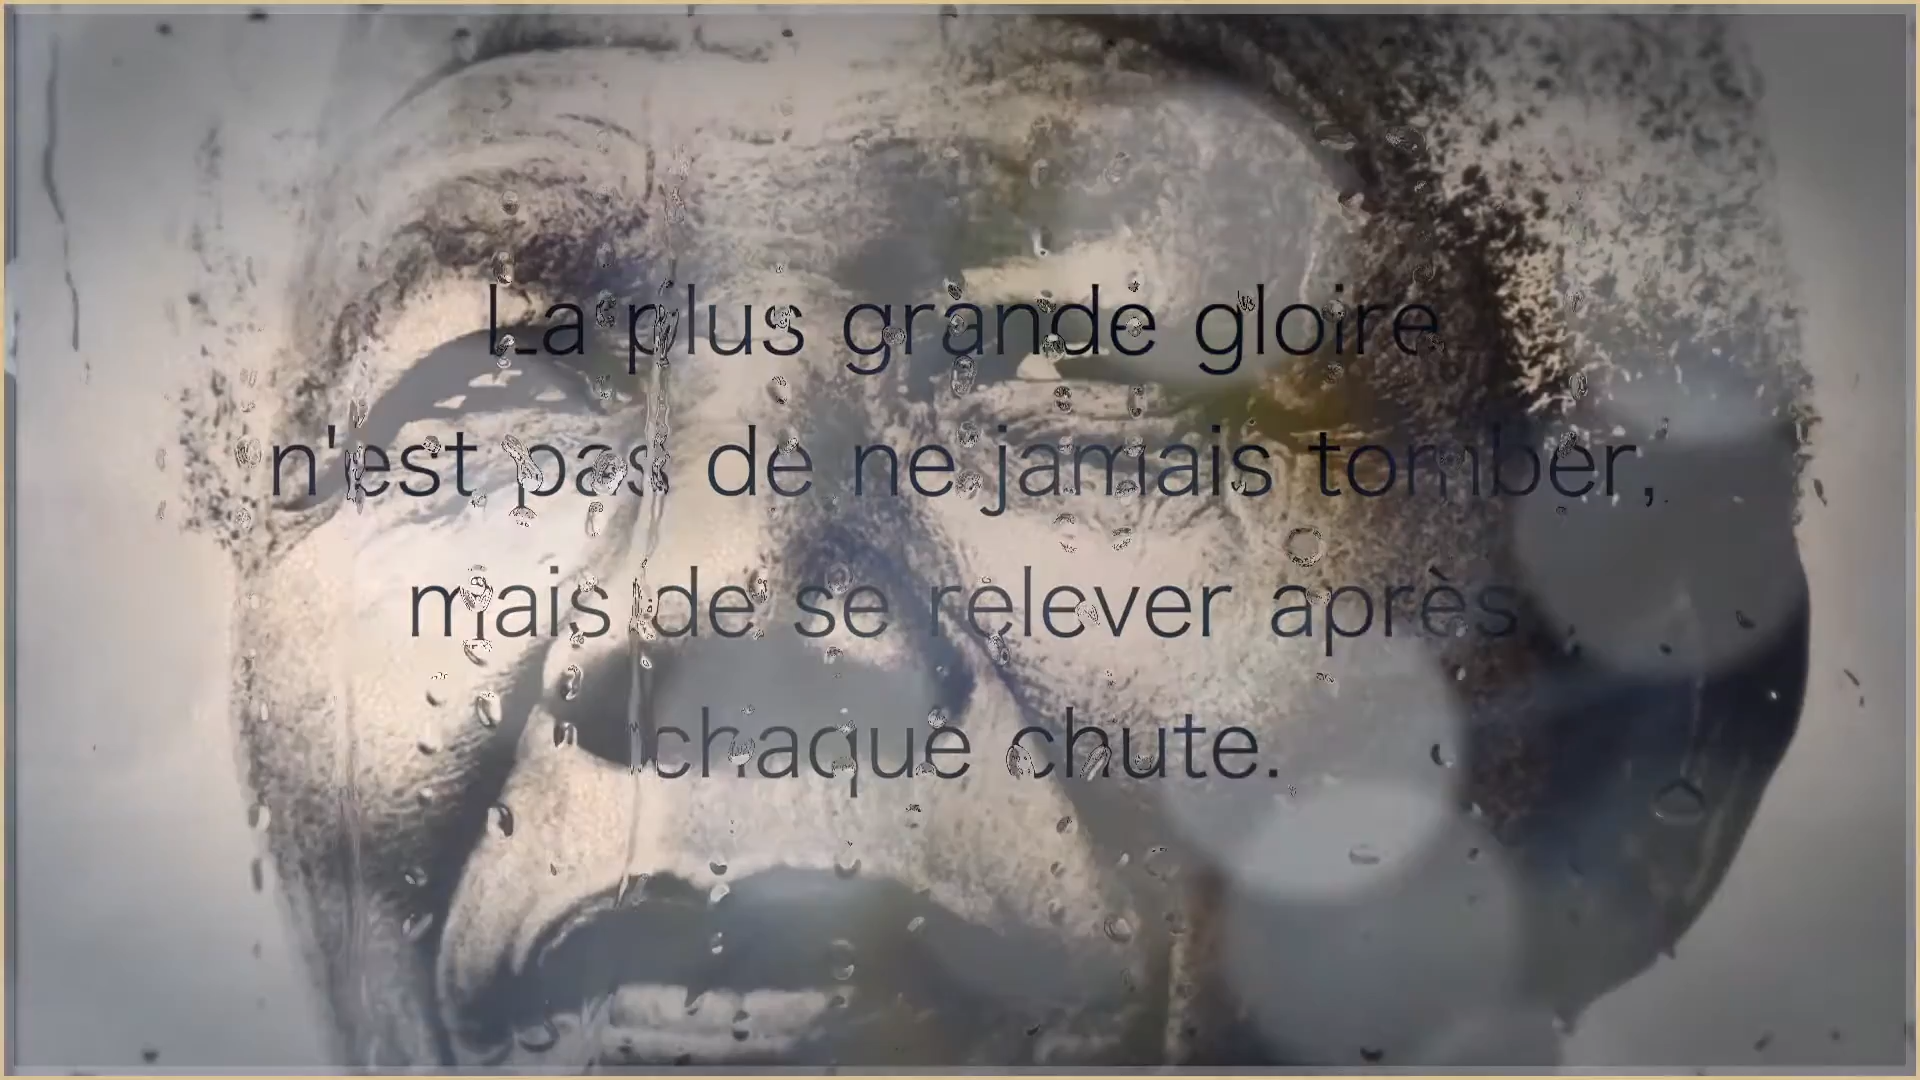 La plus grande gloire
n'est pas de ne jamais tomber,
mais de se relever après
chaque chute.